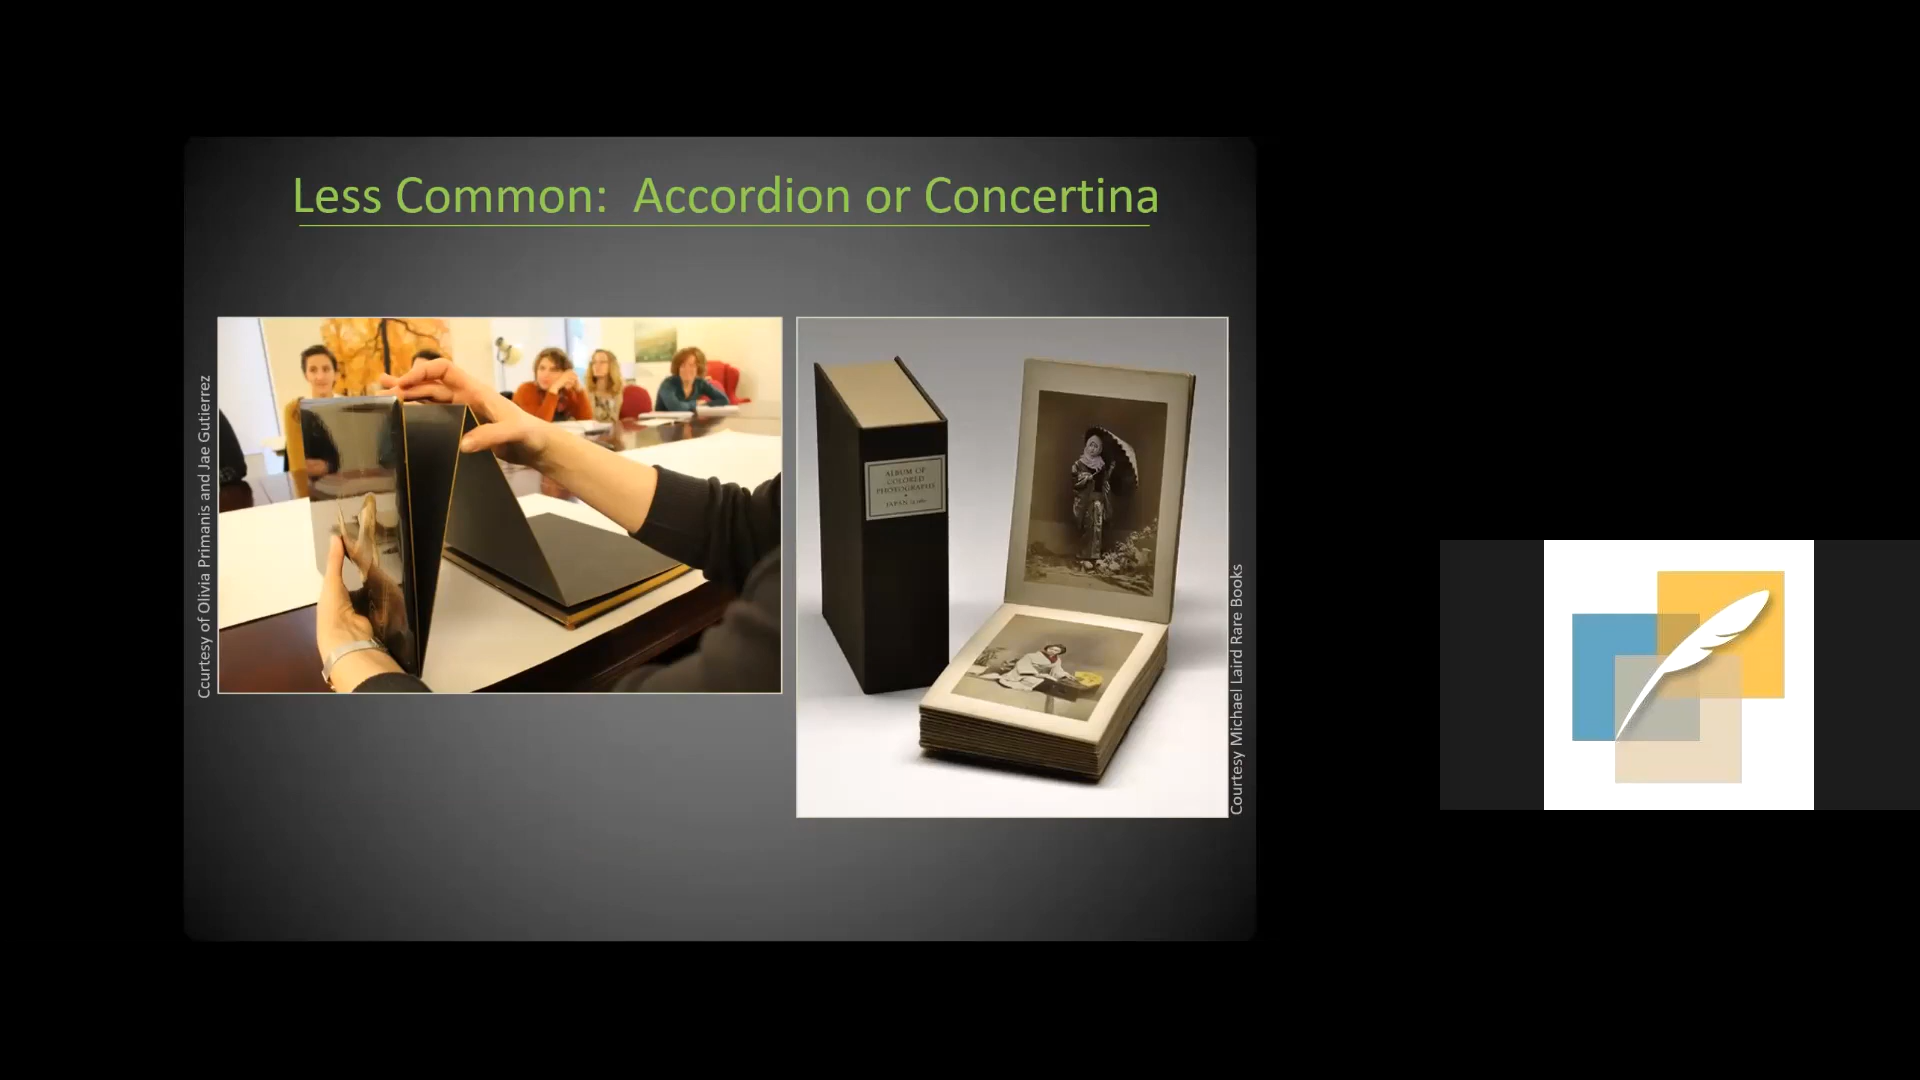 Less Common:  Accordion or Concertina
Ccurtesy of Olivia Primanis and Jae Gutierrez
ALBUM OF
COLORED
PHOTOGRAPHS
JAPAN
Courtesy Michael Laird Rare Books